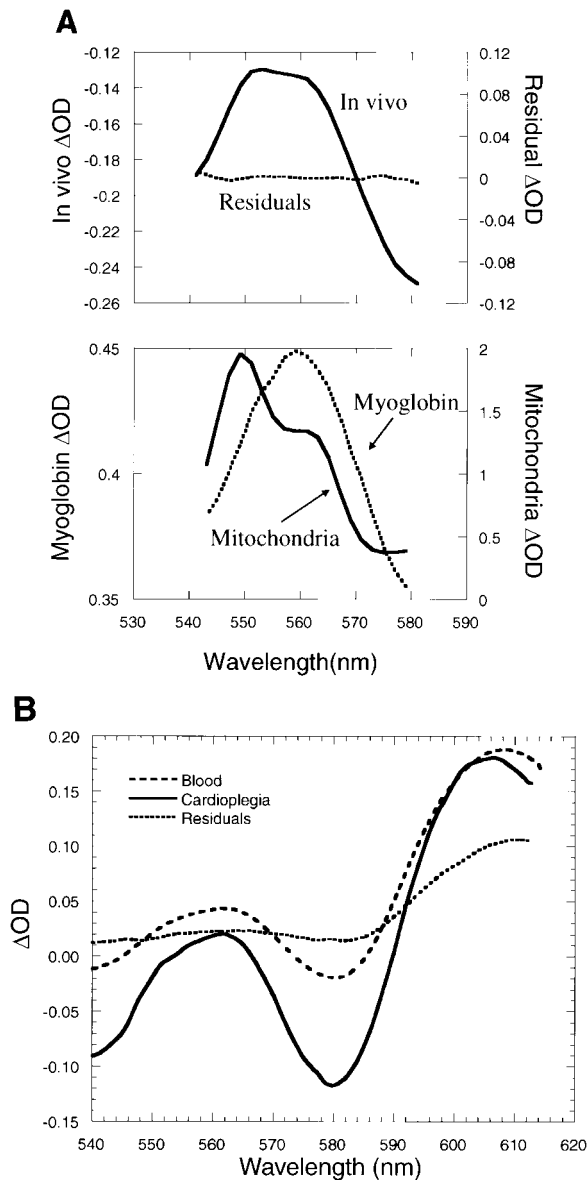 A
In vivo ΔOD
-0.12
-0.14
-0.16
-0.18
-0.2
-0.22
-0.24
-0.26
In vivo
Residuals
0.12
0.08
0.04
0
-0.04
-0.08
-0.12
Residual ΔOD
Myoglobin ΔOD
0.45
0.4
0.35
Myoglobin
Mitochondria
2
1.5
1
0.5
0
Mitochondria ΔOD
530 540 550 560 570 580 590
Wavelength(nm)
B
ΔOD
0.20
0.15
0.10
0.05
0.00
-0.05
-0.10
-0.15
Blood
Cardioplegia
Residuals
540 550 560 570 580 590 600 610 620
Wavelength (nm)